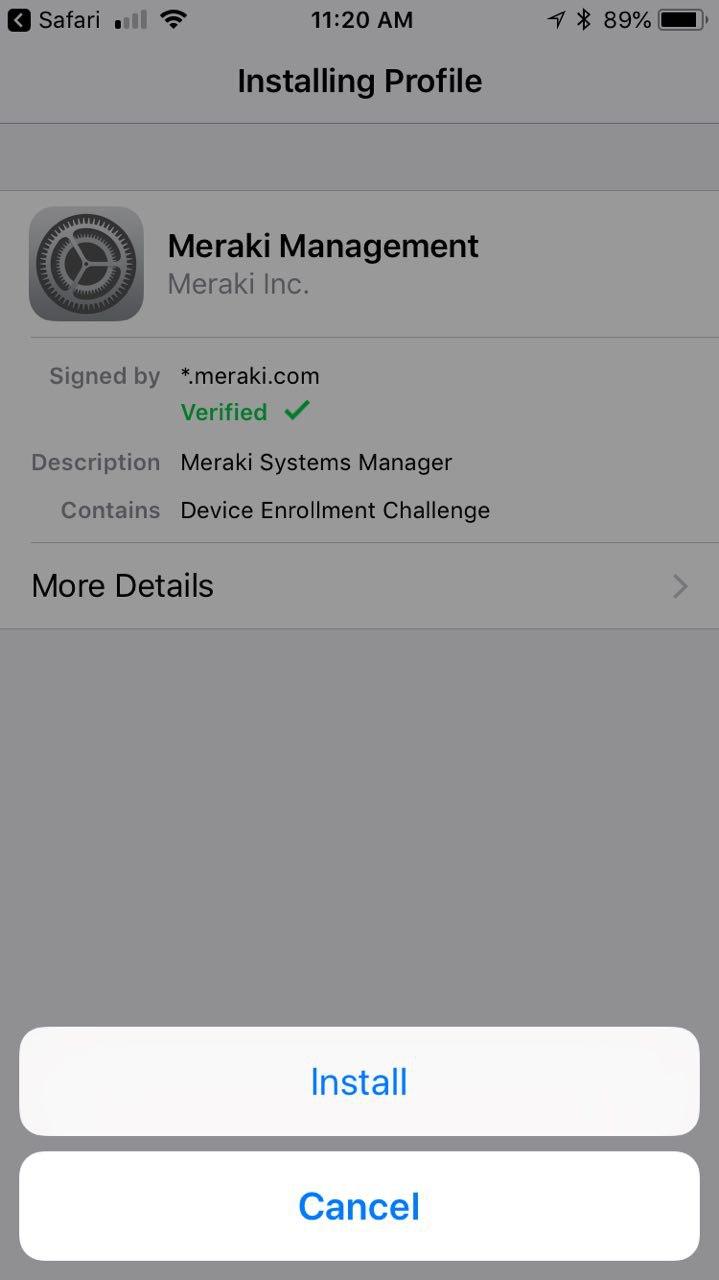 Safari 11:20 AM 89%
Installing Profile
Meraki Management
Meraki Inc.
Signed by *.meraki.com
Verified
Description Meraki Systems Manager
Contains Device Enrollment Challenge
More Details
Install
Cancel